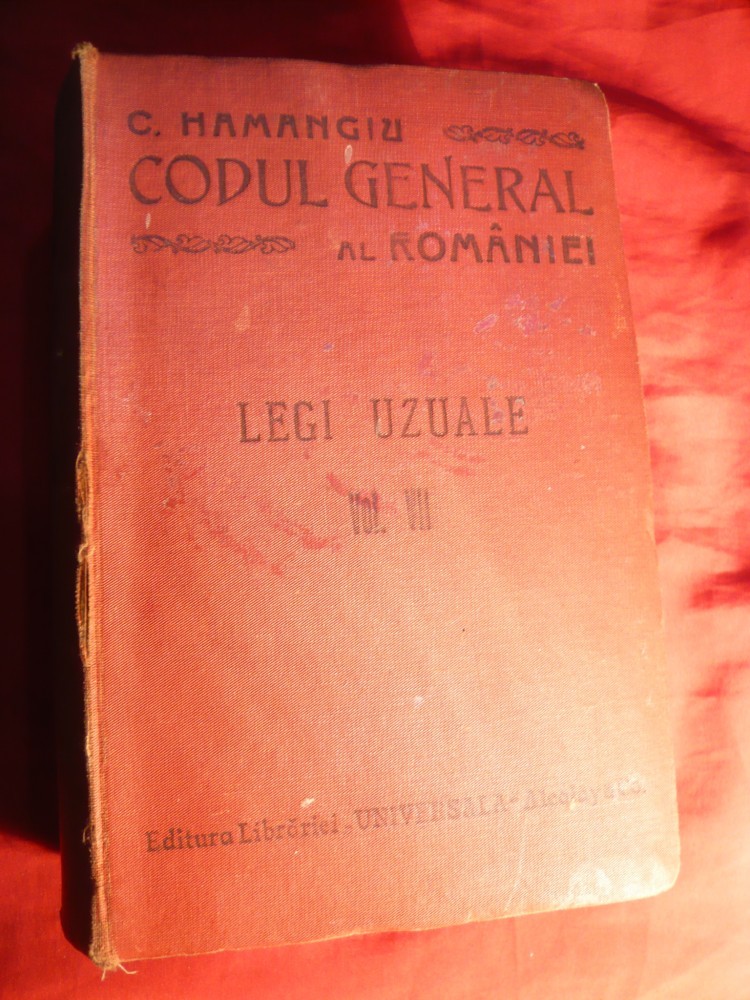 C. HAMANGIU
CODUL GENERAL
AL ROMÂNIEI
LEGI UZUALE
Vol. VII
Editura Librăriei „UNIVERSALA” Alcalay & Co.